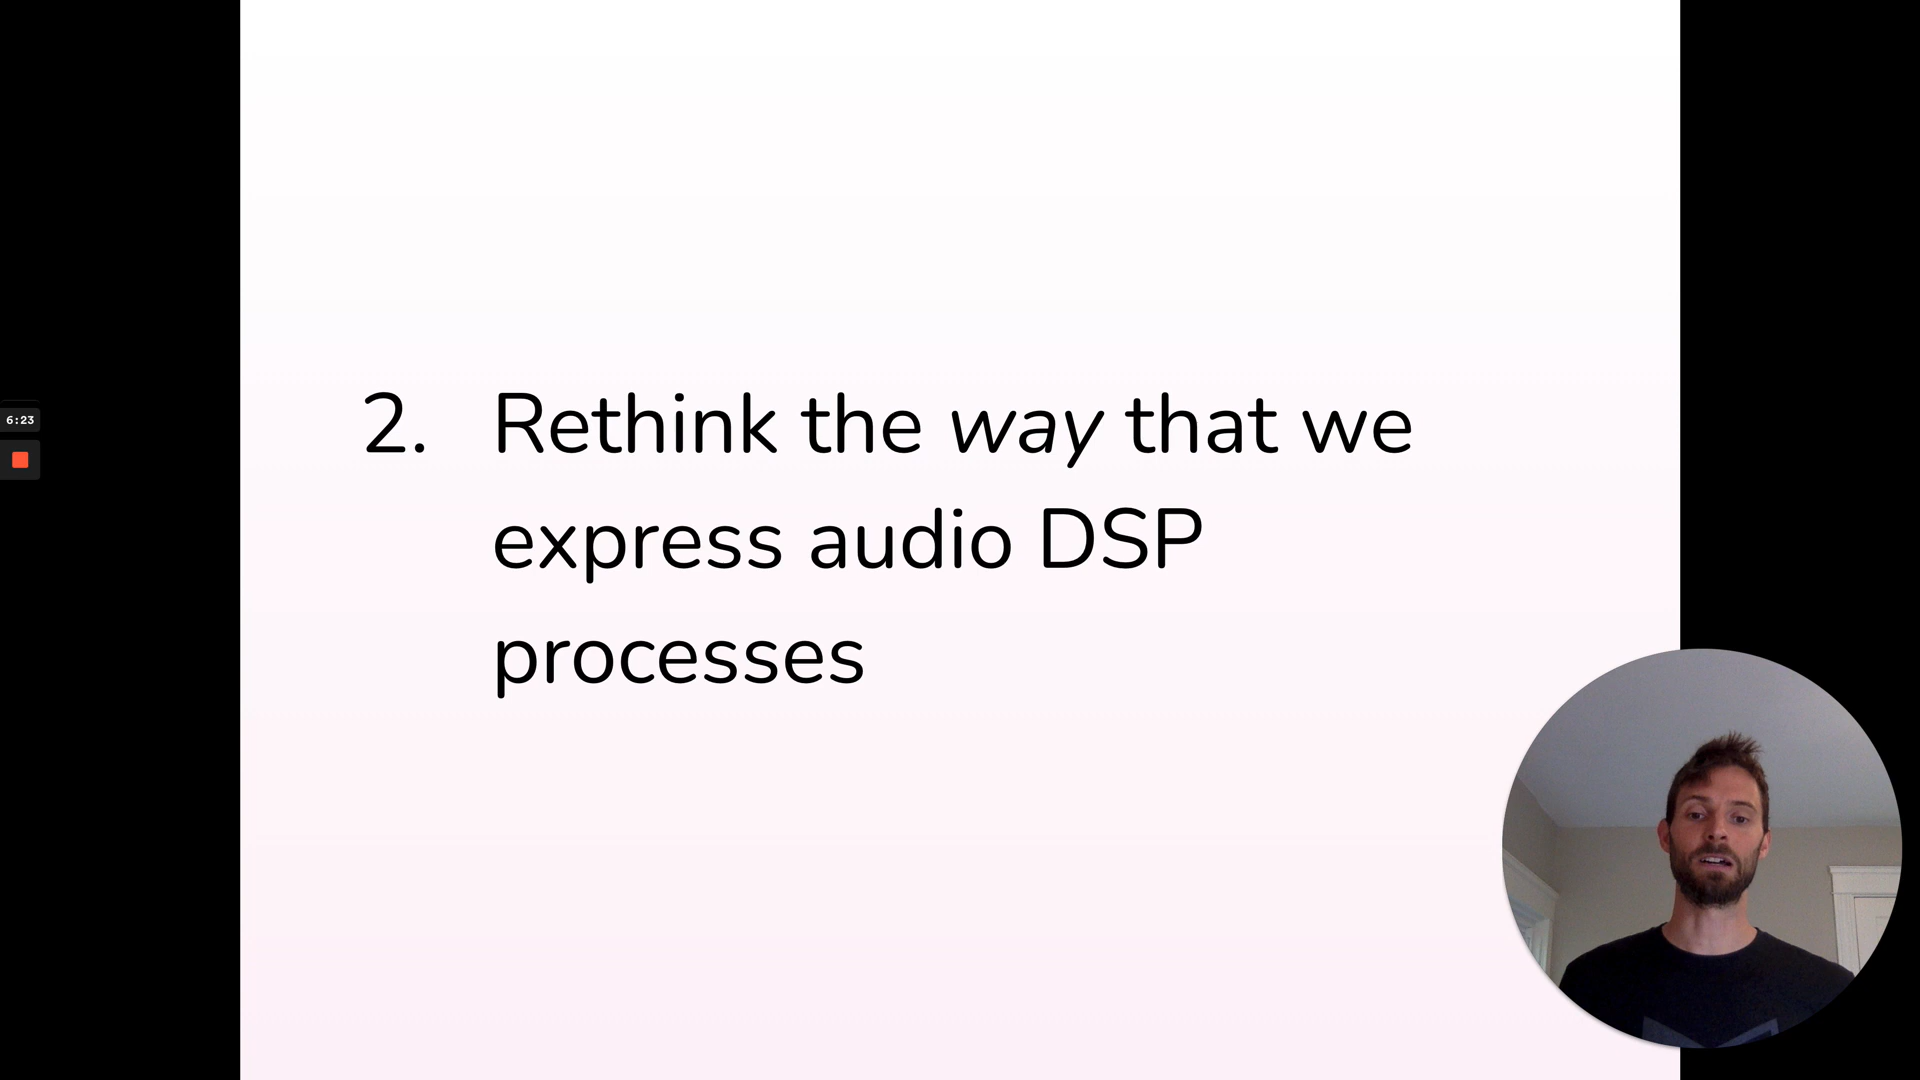 2. Rethink the way that we
express audio DSP
processes
6:23